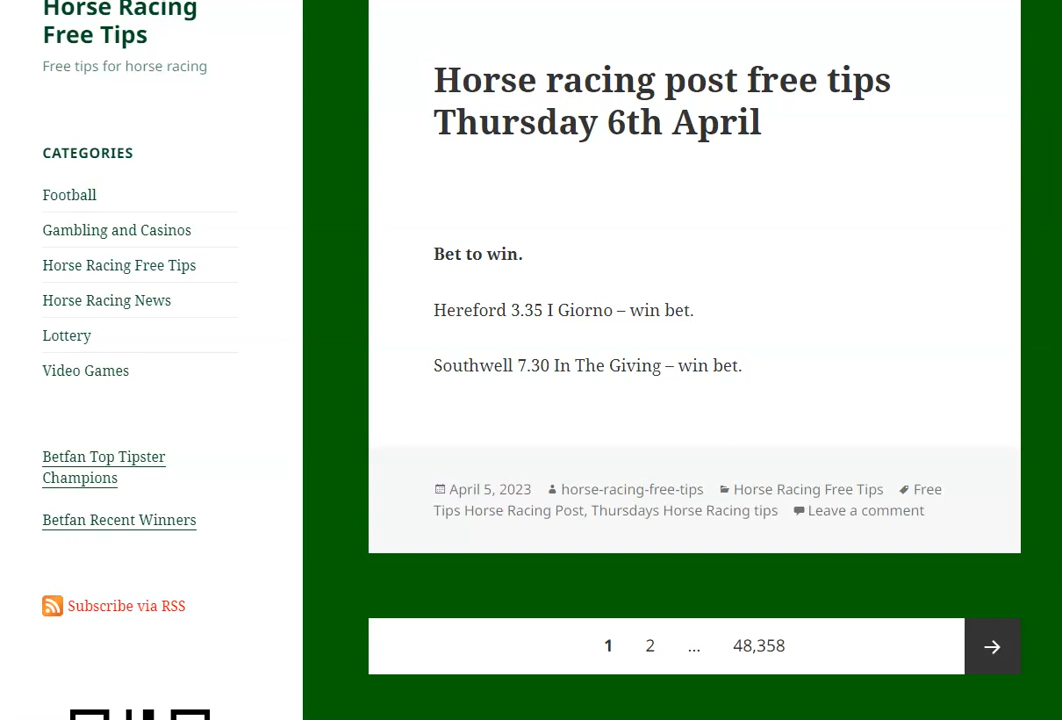 Horse Racing
Free Tips
Free tips for horse racing
CATEGORIES
Football
Gambling and Casinos
Horse Racing Free Tips
Horse Racing News
Lottery
Video Games
Betfan Top Tipster
Champions
Betfan Recent Winners
Subscribe via RSS
Horse racing post free tips
Thursday 6th April
Bet to win.
Hereford 3.35 I Giorno – win bet.
Southwell 7.30 In The Giving – win bet.
April 5, 2023 horse-racing-free-tips Horse Racing Free Tips Free
Tips Horse Racing Post, Thursdays Horse Racing tips Leave a comment
1 2 … 48,358